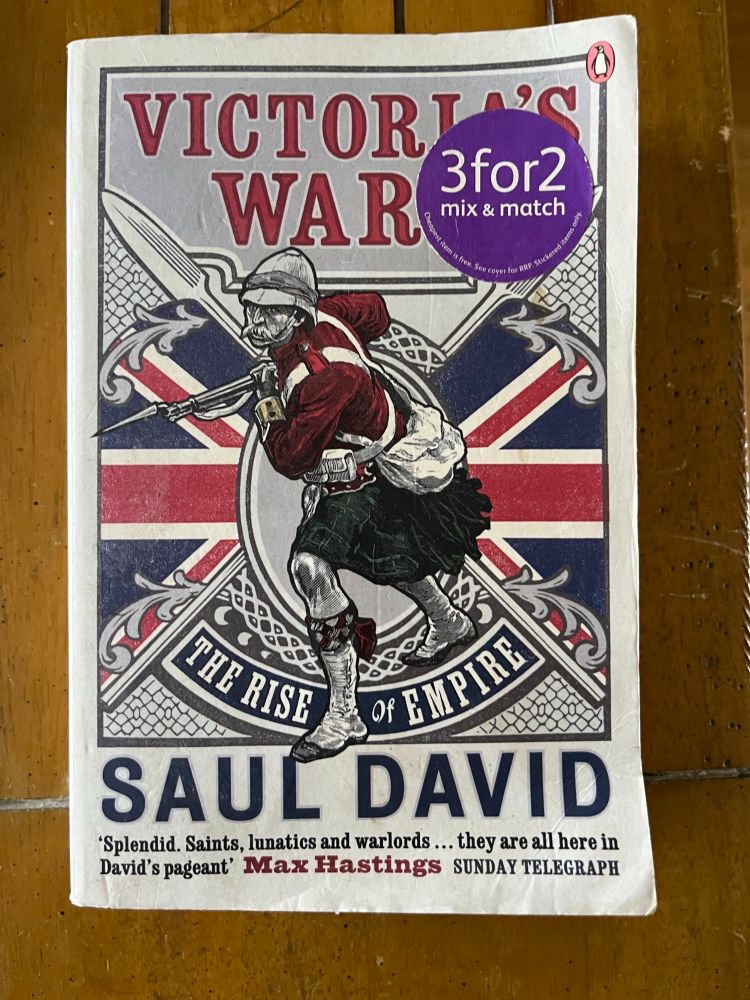 VICTORIA'S
WAR
3for2
mix & match
Cheapest item is free. See cover for RRP. Stickered items only.
THE RISE of EMPIRE
SAUL DAVID
‘Splendid. Saints, lunatics and warlords ... they are all here in
David's pageant’ Max Hastings SUNDAY TELEGRAPH